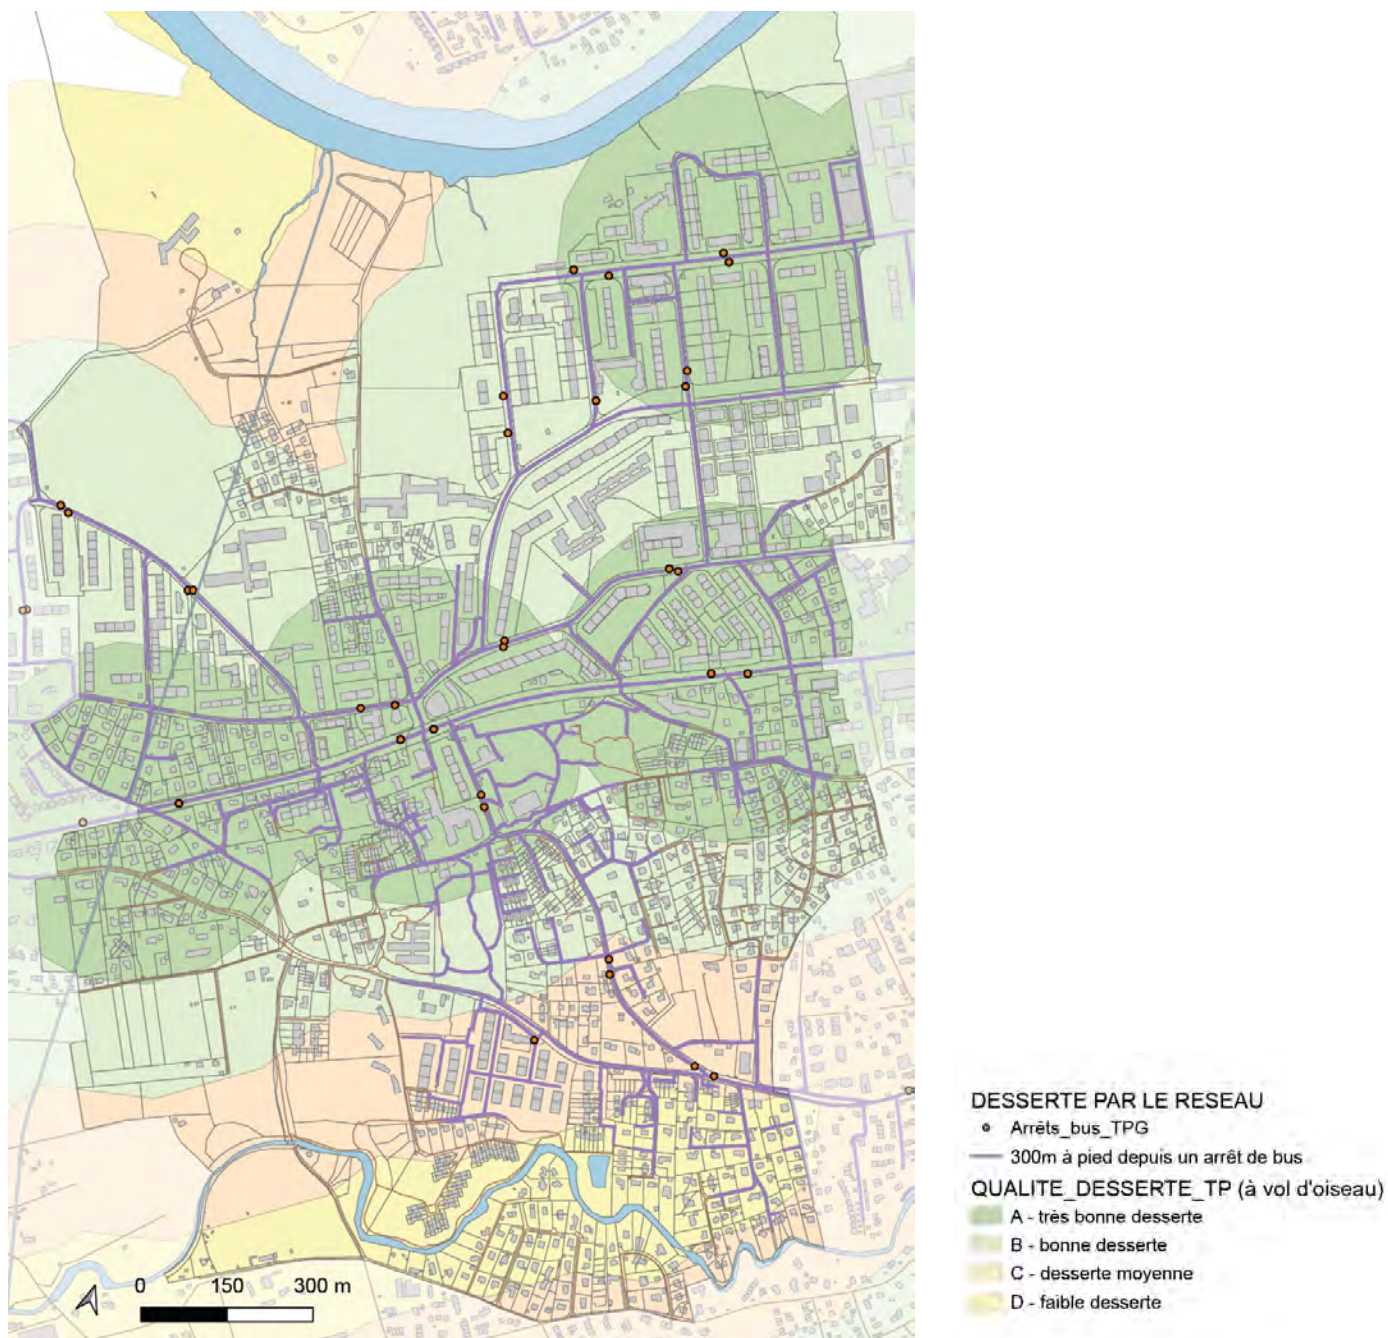 0 150 300 m
DESSERTE PAR LE RESEAU
Arrêts_bus_TPG
300m à pied depuis un arrêt de bus
QUALITE_DESSERTE_TP (à vol d'oiseau)
A - très bonne desserte
B - bonne desserte
C - desserte moyenne
D - faible desserte